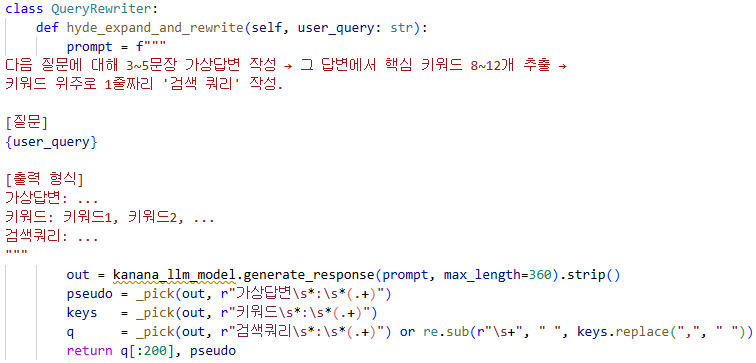 class QueryRewriter:
    def hyde_expand_and_rewrite(self, user_query: str):
        prompt = f"""
다음 질문에 대해 3~5문장 가상답변 작성 → 그 답변에서 핵심 키워드 8~12개 추출 →
키워드 위주로 1줄짜리 '검색 쿼리' 작성.

[질문]
{user_query}

[출력 형식]
가상답변: ...
키워드: 키워드1, 키워드2, ...
검색쿼리: ...
"""
        out = kanana_llm_model.generate_response(prompt, max_length=360).strip()
        pseudo = _pick(out, r"가상답변\s*:\s*(.+)")
        keys   = _pick(out, r"키워드\s*:\s*(.+)")
        q      = _pick(out, r"검색쿼리\s*:\s*(.+)") or re.sub(r"\s+", " ", keys.replace(",", " "))
        return q[:200], pseudo